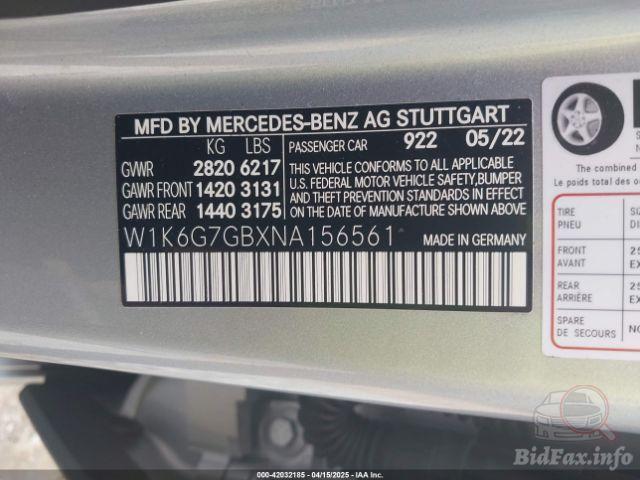 MFD BY MERCEDES-BENZ AG STUTTGART
KG LBS PASSENGER CAR 922 05/22
GVWR 2820 6217
GAWR FRONT 1420 3131
GAWR REAR 1440 3175
THIS VEHICLE CONFORMS TO ALL APPLICABLE
U.S. FEDERAL MOTOR VEHICLE SAFETY,BUMPER
AND THEFT PREVENTION STANDARDS IN EFFECT
ON THE DATE OF MANUFACTURE SHOWN ABOVE.
W1K6G7GBXNA156561 MADE IN GERMANY
The combined
Le poids total des
TIRE
PNEU
FRONT
AVANT
REAR
ARRIÈRE
SPARE
DE SECOURS
BidFax.info
000-42032185 - 04/15/2025 - IAA Inc.